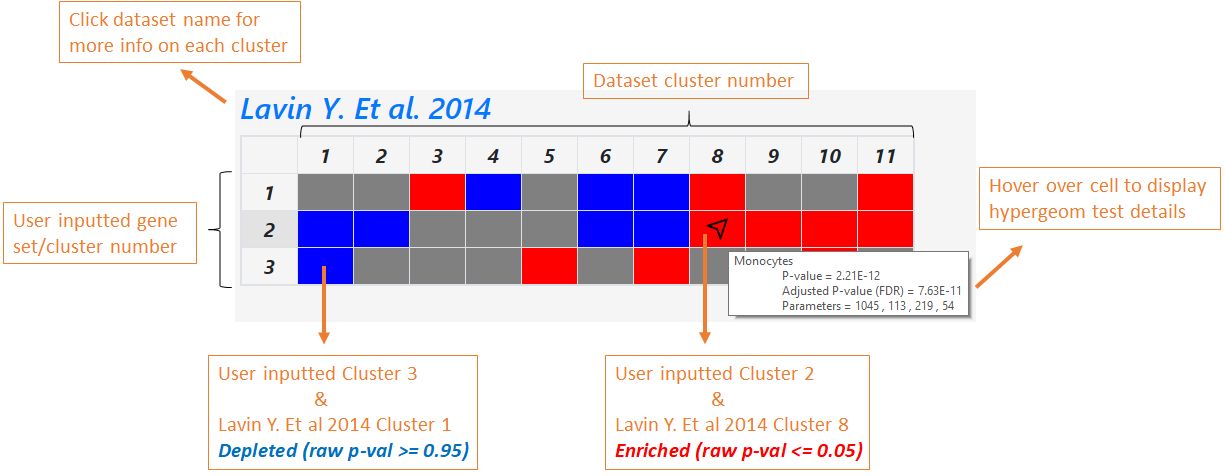 Click dataset name for
more info on each cluster
Dataset cluster number
Lavin Y. Et al. 2014
1 2 3 4 5 6 7 8 9 10 11
1
2
3
User inputted gene
set/cluster number
Hover over cell to display
hypergeom test details
Monocytes
P-value = 2.21E-12
Adjusted P-value (FDR) = 7.63E-11
Parameters = 1045 , 113 , 219 , 54
User inputted Cluster 3
&
Lavin Y. Et al 2014 Cluster 1
Depleted (raw p-val >= 0.95)
User inputted Cluster 2
&
Lavin Y. Et al 2014 Cluster 8
Enriched (raw p-val <= 0.05)